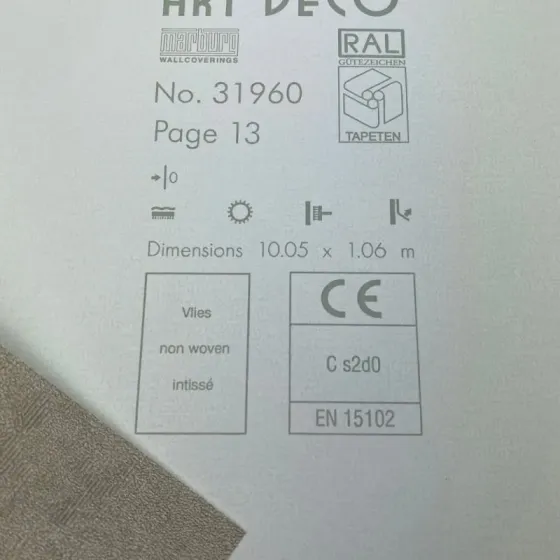 ART DECO
marburg
WALLCOVERINGS
RAL
GÜTEZEICHEN
TAPETEN
No. 31960
Page 13
0
Dimensions 10.05 x 1.06 m
Vlies
non woven
intissé
CE
C s2d0
EN 15102